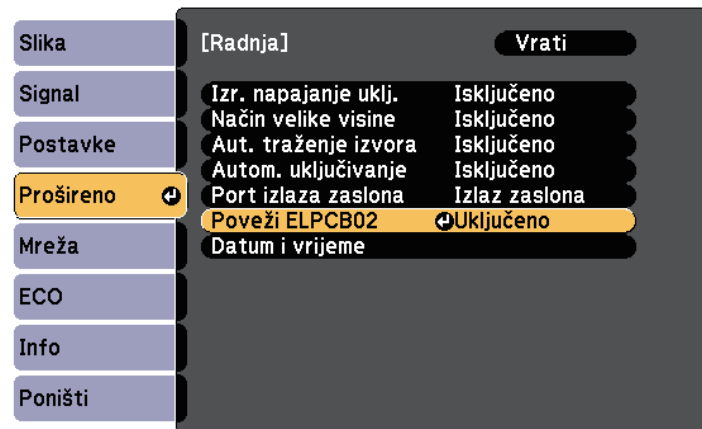 Slika
Signal
Postavke
Prošireno
Mreža
ECO
Info
Poništi
[Radnja] Vrati
Izr. napajanje uklj. Isključeno
Način velike visine Isključeno
Aut. traženje izvora Isključeno
Autom. uključivanje Isključeno
Port izlaza zaslona Izlaz zaslona
Poveži ELPCB02 Uključeno
Datum i vrijeme